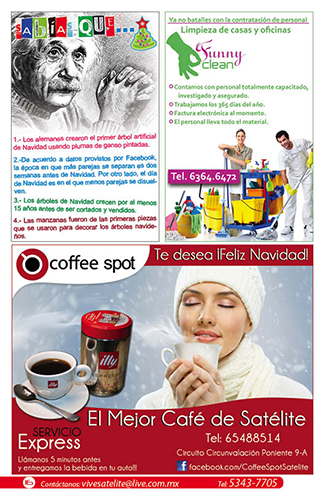 SaBÍa
QUE...
1.- Los alemanes crearon el primer árbol artificial
de Navidad usando plumas de ganso pintadas.
2.-De acuerdo a datos provistos por Facebook,
la época en que más parejas se separan es dos
semanas antes de Navidad. Por otro lado, el día
de Navidad es en el que menos parejas se disuel-
ven.
3.- Los árboles de Navidad crecen por al menos
15 años antes de ser cortados y vendidos.
4.- Las manzanas fueron de las primeras piezas
que se usaron para decorar los árboles navide-
ños.
Ya no batalles con la contratación de personal
Limpieza de casas y oficinas
Sunny
clean
Contamos con personal totalmente capacitado,
investigado y asegurado.
Trabajamos los 365 días del año.
Factura electrónica al momento.
El personal lleva todo el material.
Tel. 6364.6472
coffee spot
Te desea ¡Feliz Navidad!
illy
illy
El Mejor Café de Satélite
SERVICIO
Express
Llámanos 5 minutos antes
y entregamos la bebida en tu auto!!!
Tel: 65488514
Circuito Circunvalación Poniente 9-A
facebook.com/CoffeeSpotSatelite
16 Contáctanos: vivesatelite@live.com.mx Tel: 5343-7705